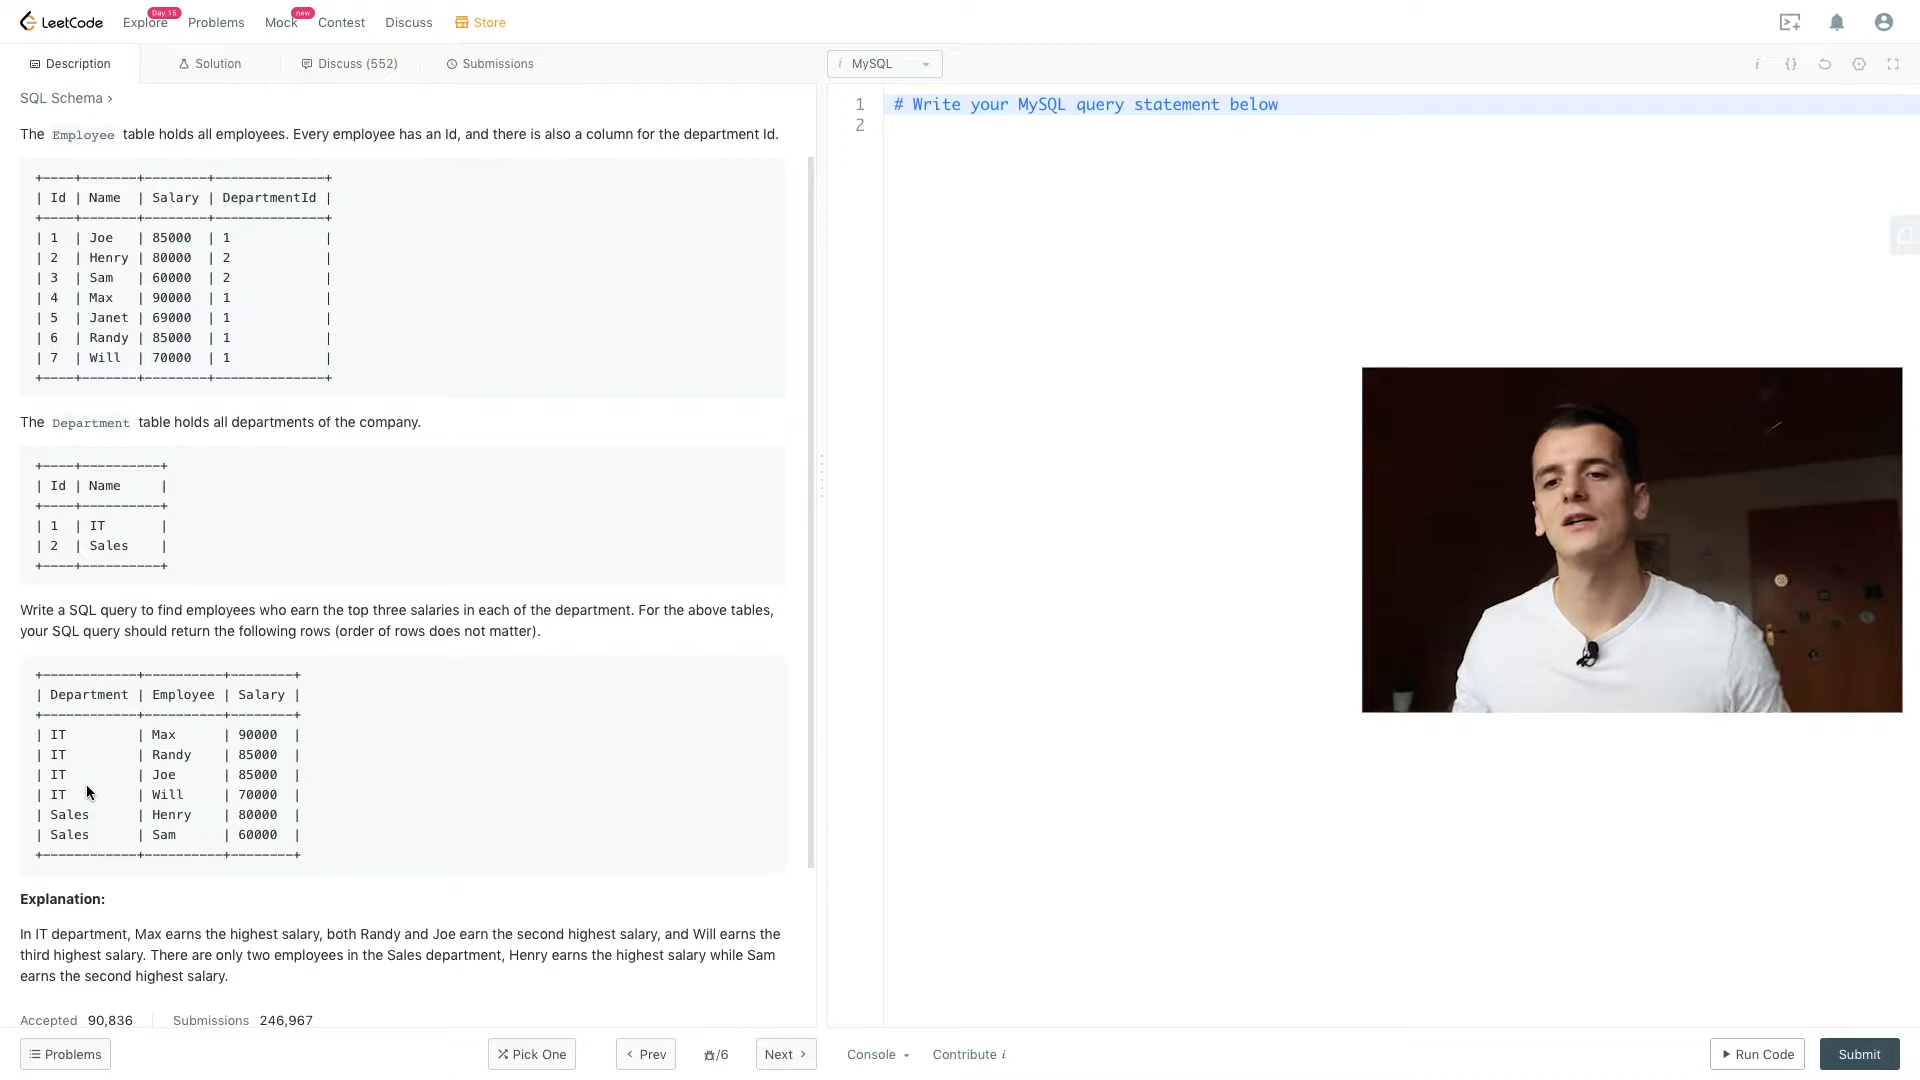 LeetCode
Explore
Day 15
Problems
Mock
new
Contest
Discuss
Store
Description
Solution
Discuss (552)
Submissions
i MySQL
i {}
SQL Schema >
The Employee table holds all employees. Every employee has an Id, and there is also a column for the department Id.
+----+-------+--------+--------------+
| Id | Name  | Salary | DepartmentId |
+----+-------+--------+--------------+
| 1  | Joe   | 85000  | 1            |
| 2  | Henry | 80000  | 2            |
| 3  | Sam   | 60000  | 2            |
| 4  | Max   | 90000  | 1            |
| 5  | Janet | 69000  | 1            |
| 6  | Randy | 85000  | 1            |
| 7  | Will  | 70000  | 1            |
+----+-------+--------+--------------+
The Department table holds all departments of the company.
+----+----------+
| Id | Name     |
+----+----------+
| 1  | IT       |
| 2  | Sales    |
+----+----------+
Write a SQL query to find employees who earn the top three salaries in each of the department. For the above tables,
your SQL query should return the following rows (order of rows does not matter).
+------------+----------+--------+
| Department | Employee | Salary |
+------------+----------+--------+
| IT         | Max      | 90000  |
| IT         | Randy    | 85000  |
| IT         | Joe      | 85000  |
| IT         | Will     | 70000  |
| Sales      | Henry    | 80000  |
| Sales      | Sam      | 60000  |
+------------+----------+--------+
Explanation:
In IT department, Max earns the highest salary, both Randy and Joe earn the second highest salary, and Will earns the
third highest salary. There are only two employees in the Sales department, Henry earns the highest salary while Sam
earns the second highest salary.
Accepted 90,836
Submissions 246,967
1 # Write your MySQL query statement below
2
Problems
Pick One
< Prev
/6
Next >
Console
Contribute i
Run Code
Submit